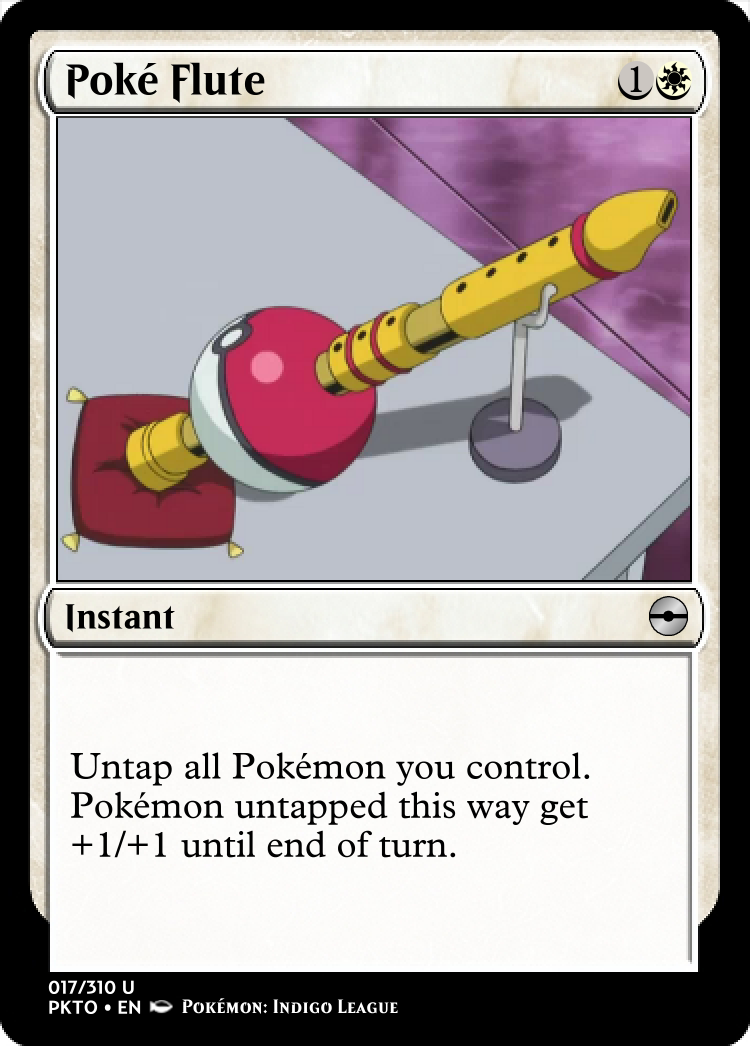 Poké Flute 1
Instant
Untap all Pokémon you control.
Pokémon untapped this way get
+1/+1 until end of turn.
017/310 U
PKTO • EN Pokémon: Indigo League